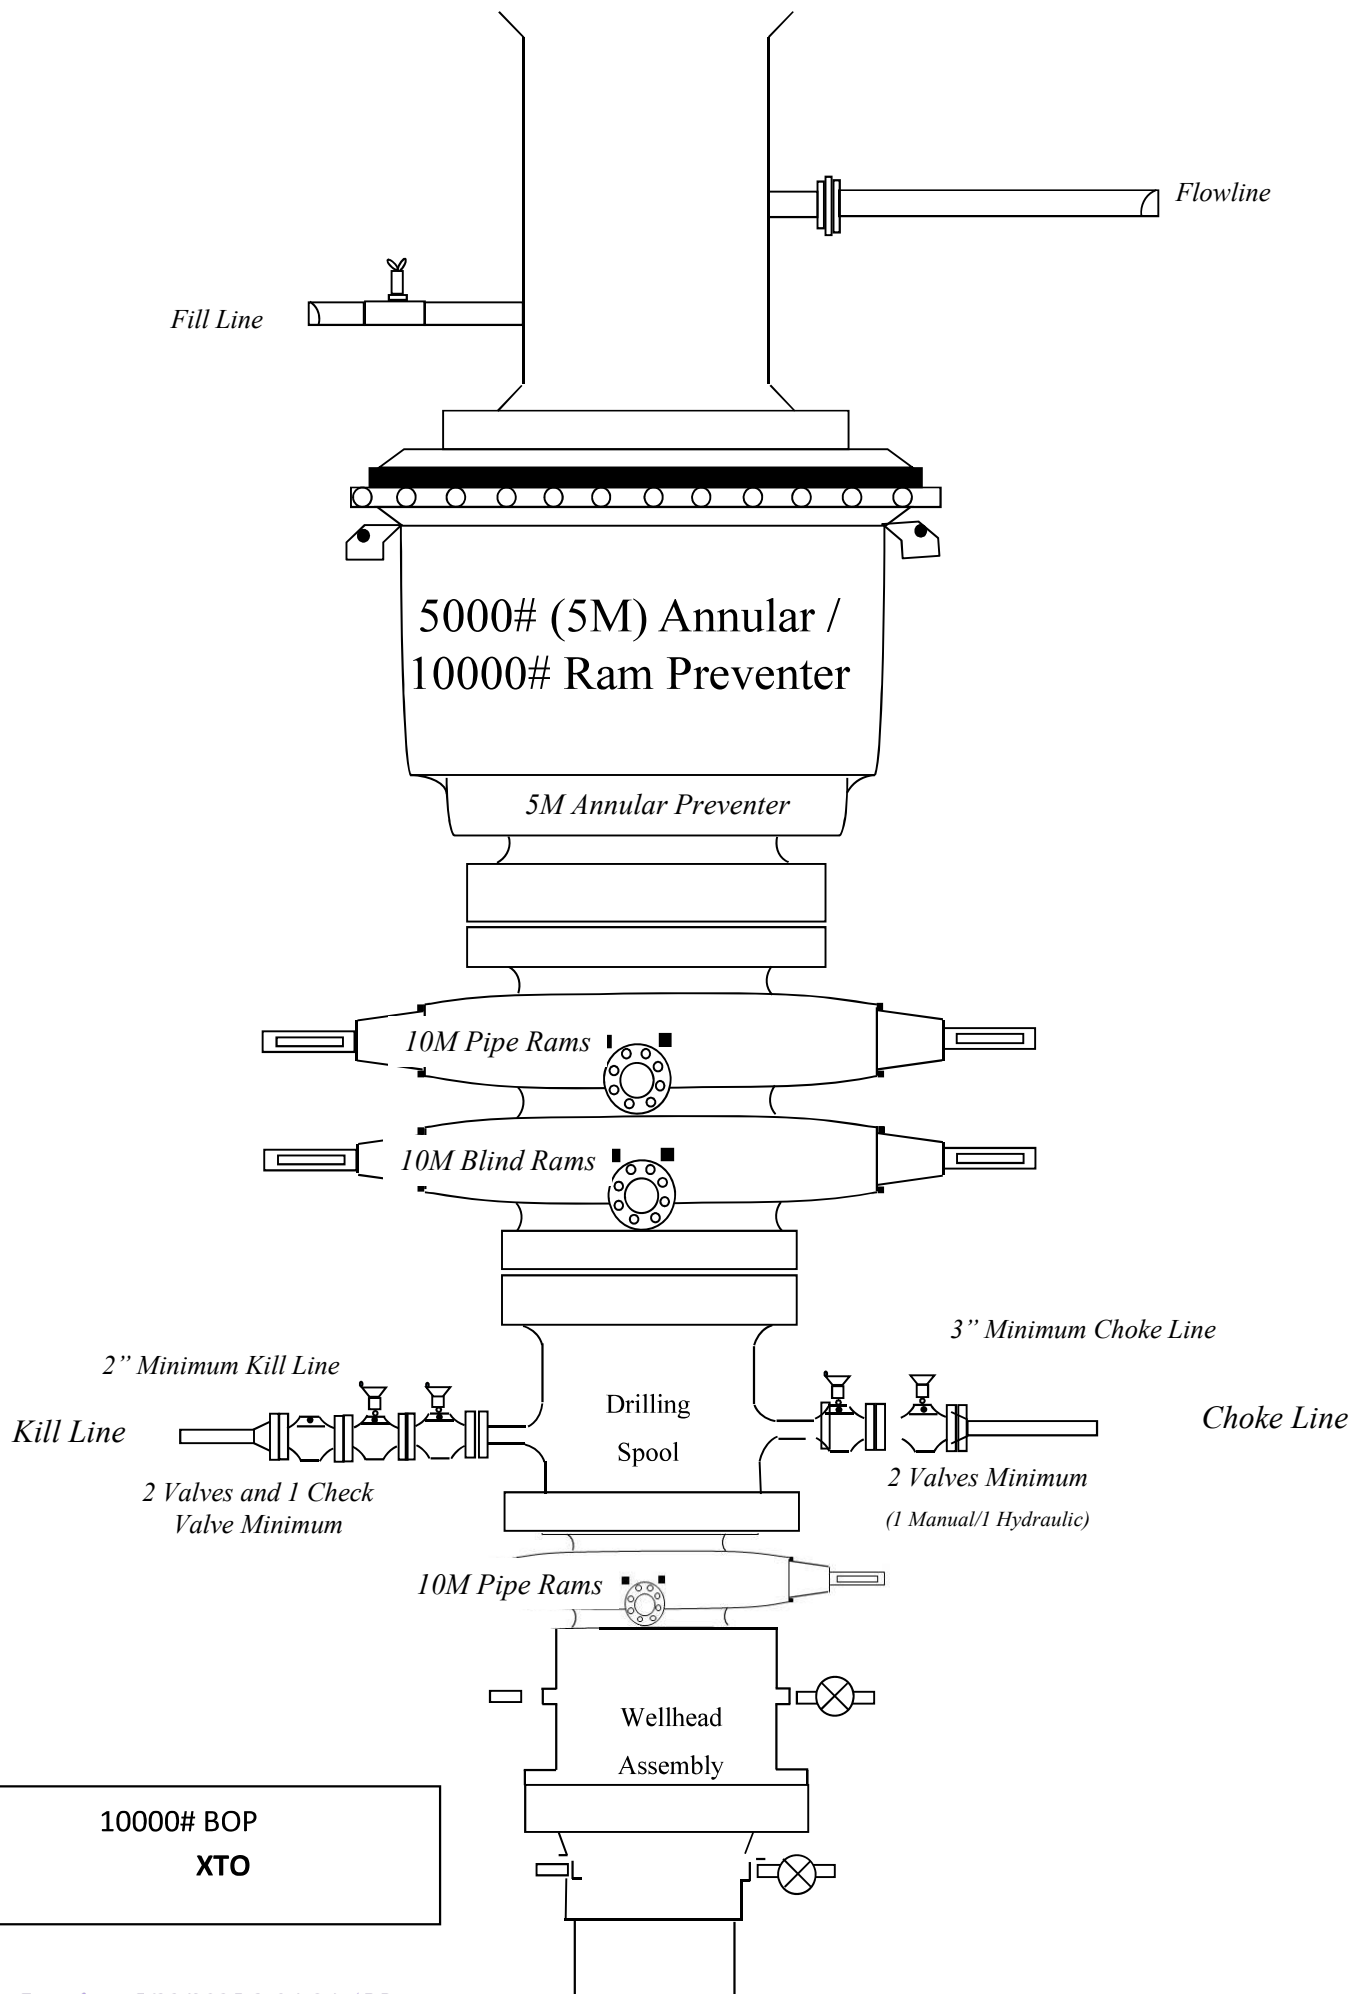 Flowline
Fill Line
5000# (5M) Annular /
10000# Ram Preventer
5M Annular Preventer
10M Pipe Rams
10M Blind Rams
3” Minimum Choke Line
2” Minimum Kill Line
Drilling
Spool
Kill Line
Choke Line
2 Valves and 1 Check
Valve Minimum
2 Valves Minimum
(1 Manual/1 Hydraulic)
10M Pipe Rams
Wellhead
Assembly
10000# BOP
XTO